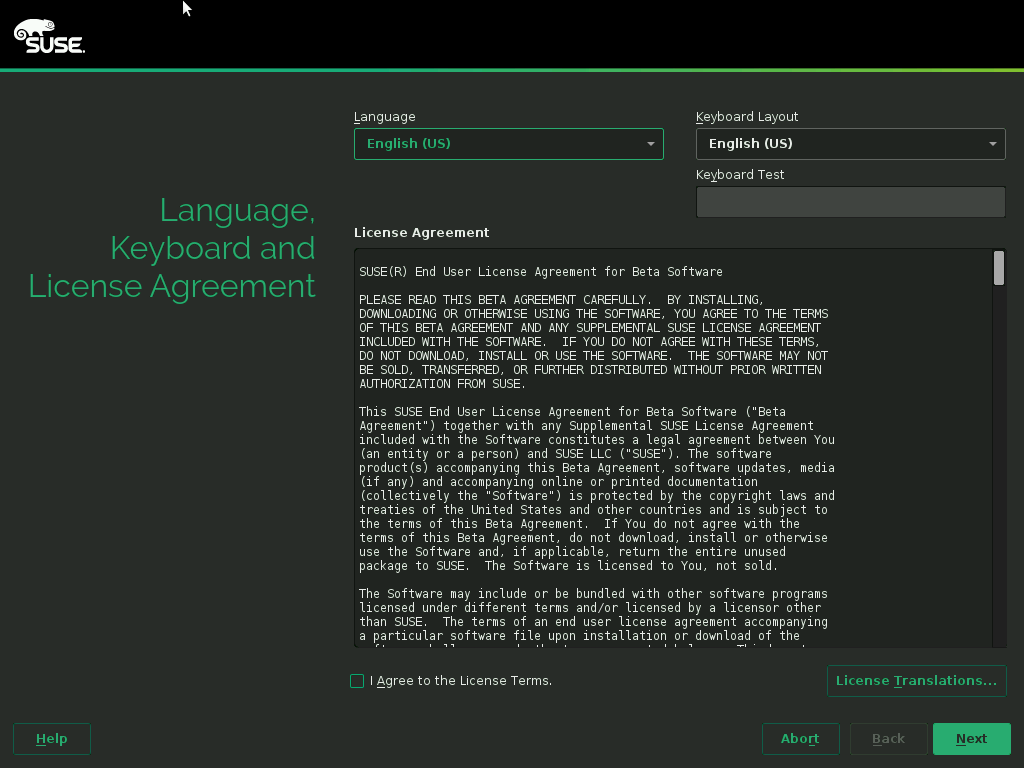 SUSE.
Language
Keyboard Layout
English (US)
English (US)
Keyboard Test
Language,
Keyboard and
License Agreement
License Agreement
SUSE(R) End User License Agreement for Beta Software
PLEASE READ THIS BETA AGREEMENT CAREFULLY.  BY INSTALLING,
DOWNLOADING OR OTHERWISE USING THE SOFTWARE, YOU AGREE TO THE TERMS
OF THIS BETA AGREEMENT AND ANY SUPPLEMENTAL SUSE LICENSE AGREEMENT
INCLUDED WITH THE SOFTWARE.  IF YOU DO NOT AGREE WITH THESE TERMS,
DO NOT DOWNLOAD, INSTALL OR USE THE SOFTWARE.  THE SOFTWARE MAY NOT
BE SOLD, TRANSFERRED, OR FURTHER DISTRIBUTED WITHOUT PRIOR WRITTEN
AUTHORIZATION FROM SUSE.
This SUSE End User License Agreement for Beta Software ("Beta
Agreement") together with any Supplemental SUSE License Agreement
included with the Software constitutes a legal agreement between You
(an entity or a person) and SUSE LLC ("SUSE"). The software
product(s) accompanying this Beta Agreement, software updates, media
(if any) and accompanying online or printed documentation
(collectively the "Software") is protected by the copyright laws and
treaties of the United States and other countries and is subject to
the terms of this Beta Agreement.  If You do not agree with the
terms of this Beta Agreement, do not download, install or otherwise
use the Software and, if applicable, return the entire unused
package to SUSE.  The Software is licensed to You, not sold.
The Software may include or be bundled with other software programs
licensed under different terms and/or licensed by a licensor other
than SUSE.  The terms of an end user license agreement accompanying
a particular software file upon installation or download of the
I Agree to the License Terms.
License Translations...
Help
Abort
Back
Next